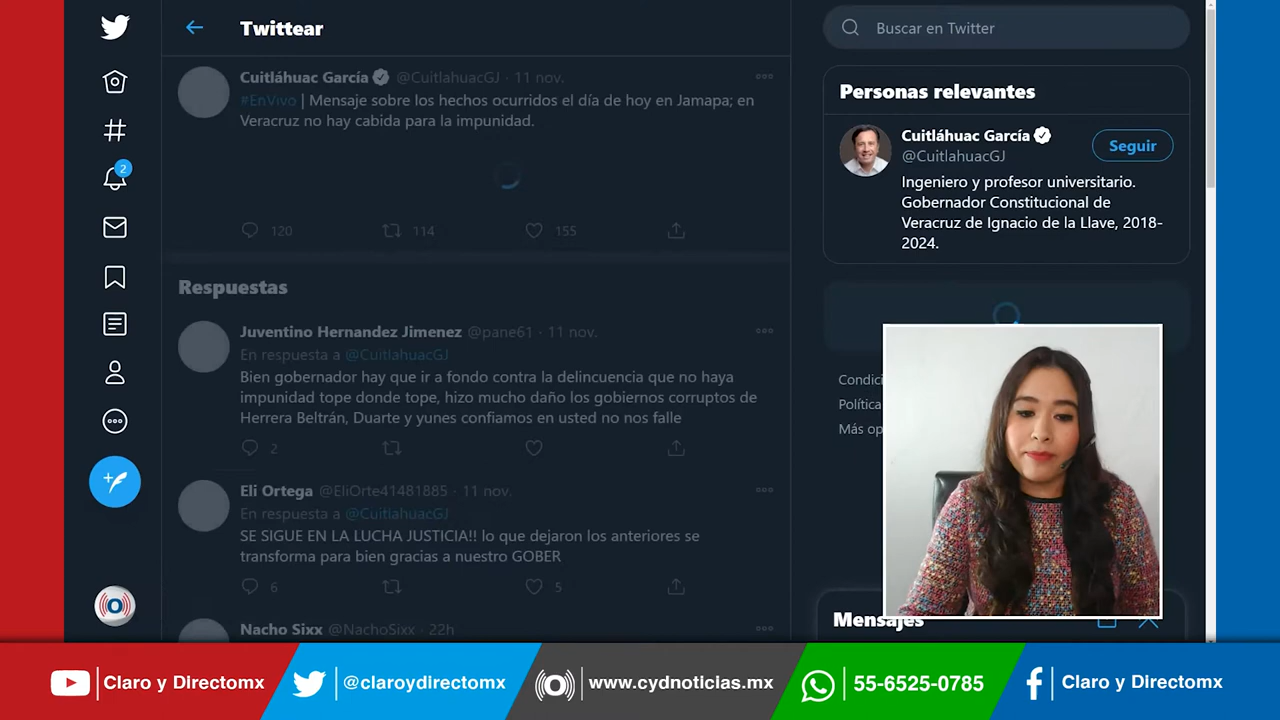 Twittear
Cuitláhuac García @CuitlahuacGJ · 11 nov.
#EnVivo | Mensaje sobre los hechos ocurridos el día de hoy en Jamapa; en
Veracruz no hay cabida para la impunidad.
120 114 155
Respuestas
Juventino Hernandez Jimenez @pane61 · 11 nov.
En respuesta a @CuitlahuacGJ
Bien gobernador hay que ir a fondo contra la delincuencia que no haya
impunidad tope donde tope, hizo mucho daño los gobiernos corruptos de
Herrera Beltrán, Duarte y yunes confiamos en usted no nos falle
2
Eli Ortega @EliOrte41481885 · 11 nov.
En respuesta a @CuitlahuacGJ
SE SIGUE EN LA LUCHA JUSTICIA!! lo que dejaron los anteriores se
transforma para bien gracias a nuestro GOBER
6 5
Nacho Sixx @NachoSixx · 22h
2
Buscar en Twitter
Personas relevantes
Cuitláhuac García
@CuitlahuacGJ
Seguir
Ingeniero y profesor universitario.
Gobernador Constitucional de
Veracruz de Ignacio de la Llave, 2018-
2024.
Condici
Política
Más op
Mensajes
Claro y Directomx
@claroydirectomx
www.cydnoticias.mx
55-6525-0785
Claro y Directomx